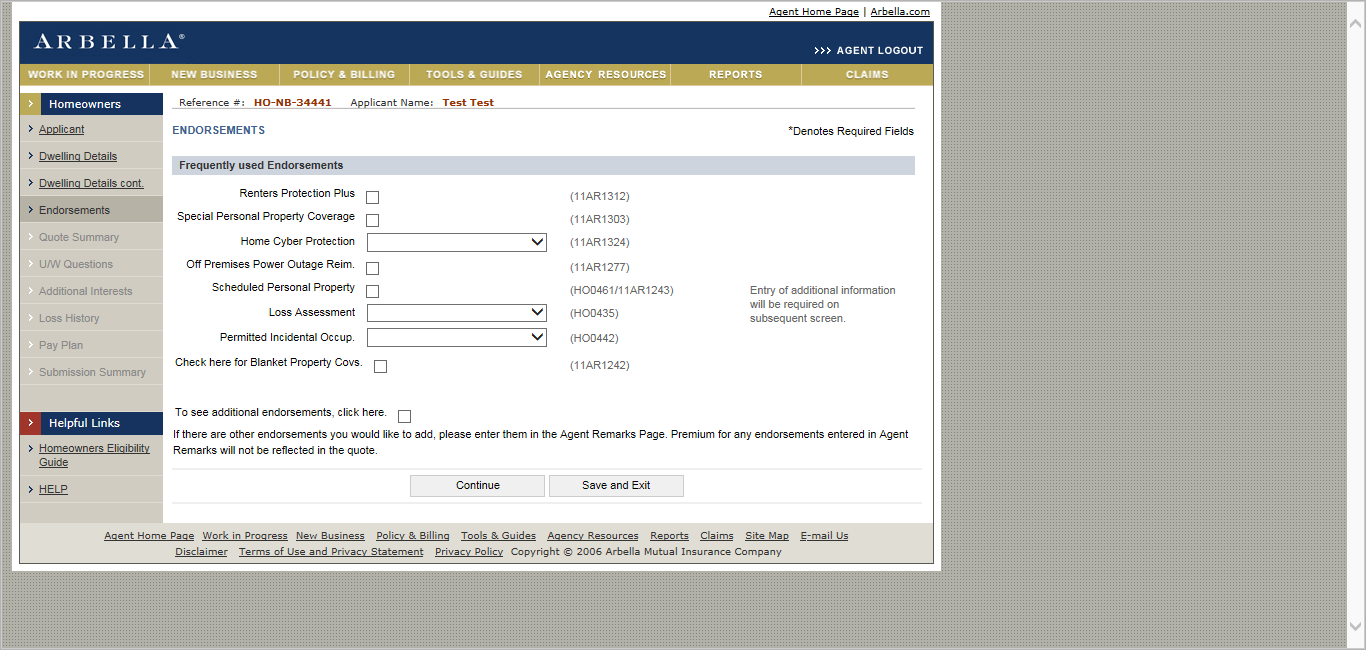 Agent Home Page | Arbella.com
ARBELLA®
>>> AGENT LOGOUT
WORK IN PROGRESS NEW BUSINESS POLICY & BILLING TOOLS & GUIDES AGENCY RESOURCES REPORTS CLAIMS
Homeowners
Applicant
Dwelling Details
Dwelling Details cont.
Endorsements
Quote Summary
U/W Questions
Additional Interests
Loss History
Pay Plan
Submission Summary
Helpful Links
Homeowners Eligibility
Guide
HELP
Reference #: HO-NB-34441 Applicant Name: Test Test
ENDORSEMENTS *Denotes Required Fields
Frequently used Endorsements
Renters Protection Plus (11AR1312)
Special Personal Property Coverage (11AR1303)
Home Cyber Protection (11AR1324)
Off Premises Power Outage Reim. (11AR1277)
Scheduled Personal Property (HO0461/11AR1243) Entry of additional information
will be required on
subsequent screen.
Loss Assessment (HO0435)
Permitted Incidental Occup. (HO0442)
Check here for Blanket Property Covs. (11AR1242)
To see additional endorsements, click here.
If there are other endorsements you would like to add, please enter them in the Agent Remarks Page. Premium for any endorsements entered in Agent
Remarks will not be reflected in the quote.
Continue Save and Exit
Agent Home Page Work in Progress New Business Policy & Billing Tools & Guides Agency Resources Reports Claims Site Map E-mail Us
Disclaimer Terms of Use and Privacy Statement Privacy Policy Copyright © 2006 Arbella Mutual Insurance Company